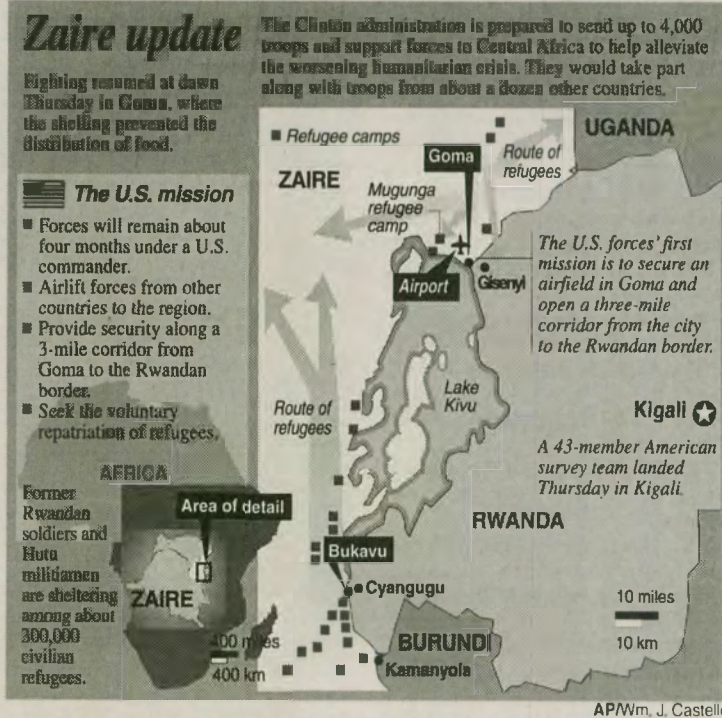 Zaire update
Fighting resumed at dawn
Thursday in Goma, where
the shelling prevented the
distribution of food.
The Clinton administration is prepared to send up to 4,000
troops and support forces to Central Africa to help alleviate
the worsening humanitarian crisis. They would take part
along with troops from about a dozen other countries.
The U.S. mission
■ Forces will remain about
four months under a U.S.
commander.
■ Airlift forces from other
countries to the region.
■ Provide security along a
3-mile corridor from
Goma to the Rwandan
border.
■ Seek the voluntary
repatriation of refugees.
AFRICA
Former
Rwandan
soldiers and
Hutu
militiamen
are sheltering
among about
300,000
civilian
refugees.
Area of detail
ZAIRE
400 miles
400 km
■ Refugee camps
ZAIRE
Goma
Route of
refugees
UGANDA
Mugunga
refugee
camp
Airport
Gisenyi
The U.S. forces' first
mission is to secure an
airfield in Goma and
open a three-mile
corridor from the city
to the Rwandan border.
Lake
Kivu
Route of
refugees
Kigali
A 43-member American
survey team landed
Thursday in Kigali.
RWANDA
Bukavu
Cyangugu
BURUNDI
Kamanyola
10 miles
10 km
AP/Wm. J. Castello